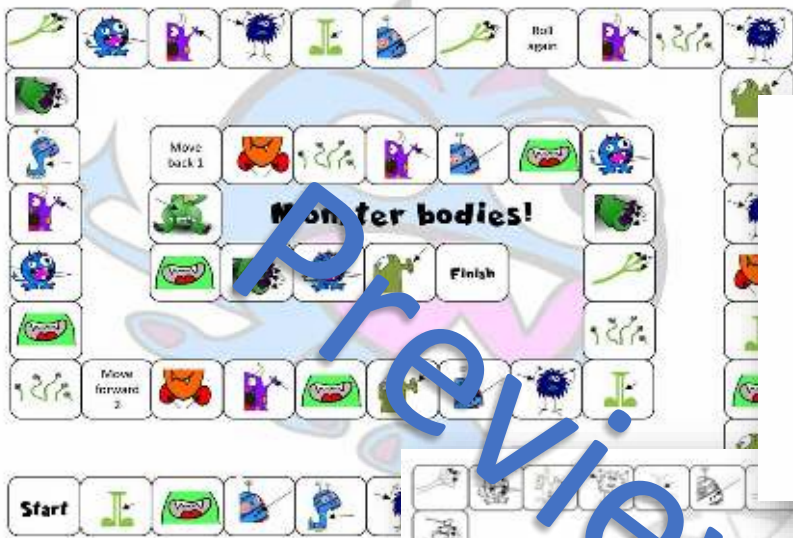 Roll
again
Move
back 1
Monster bodies!
Finish
Move
forward
2
Start
Preview